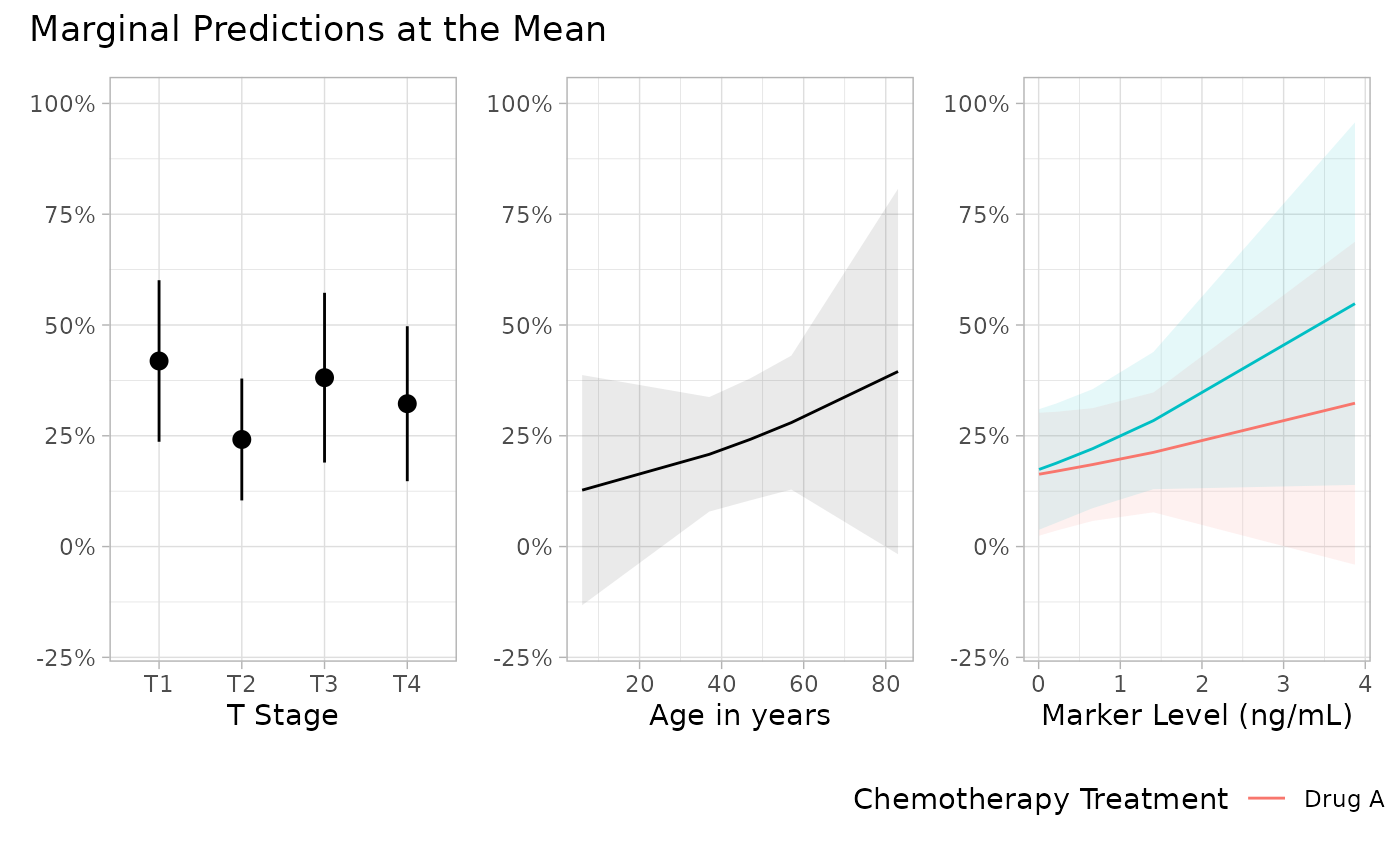 Marginal Predictions at the Mean
100% 100% 100%
75% 75% 75%
50% 50% 50%
25% 25% 25%
0% 0% 0%
-25% -25% -25%
T1 T2 T3 T4 20 40 60 80 0 1 2 3 4
T Stage Age in years Marker Level (ng/mL)
Chemotherapy Treatment Drug A